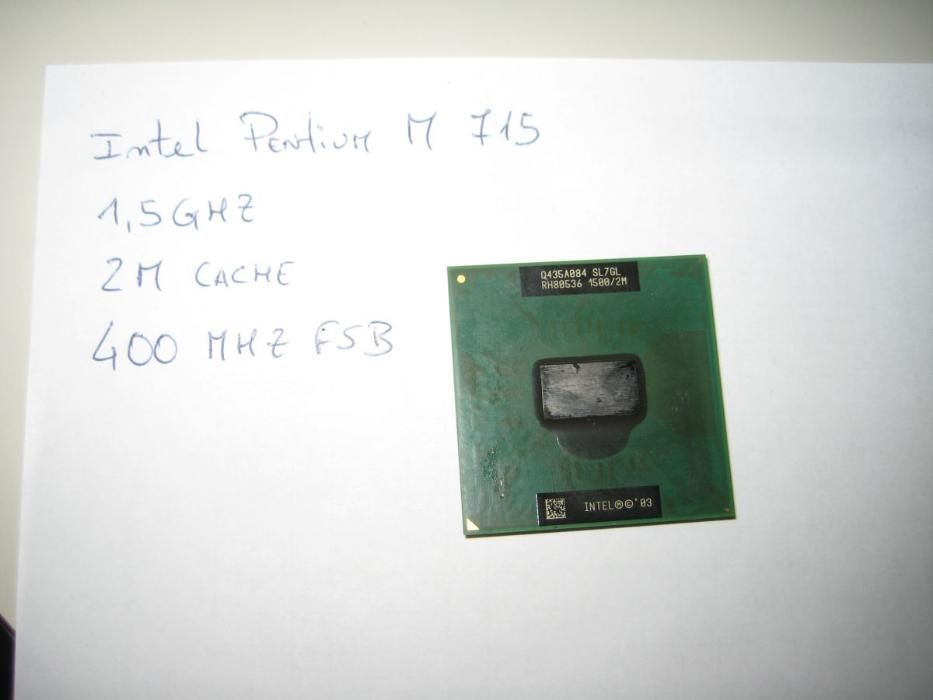 Intel Pentium M 715
1,5GHZ
2M CACHE
400 MHZ FSB
Q435A084 SL7GL
RH80536 1500/2M
INTEL®©'03